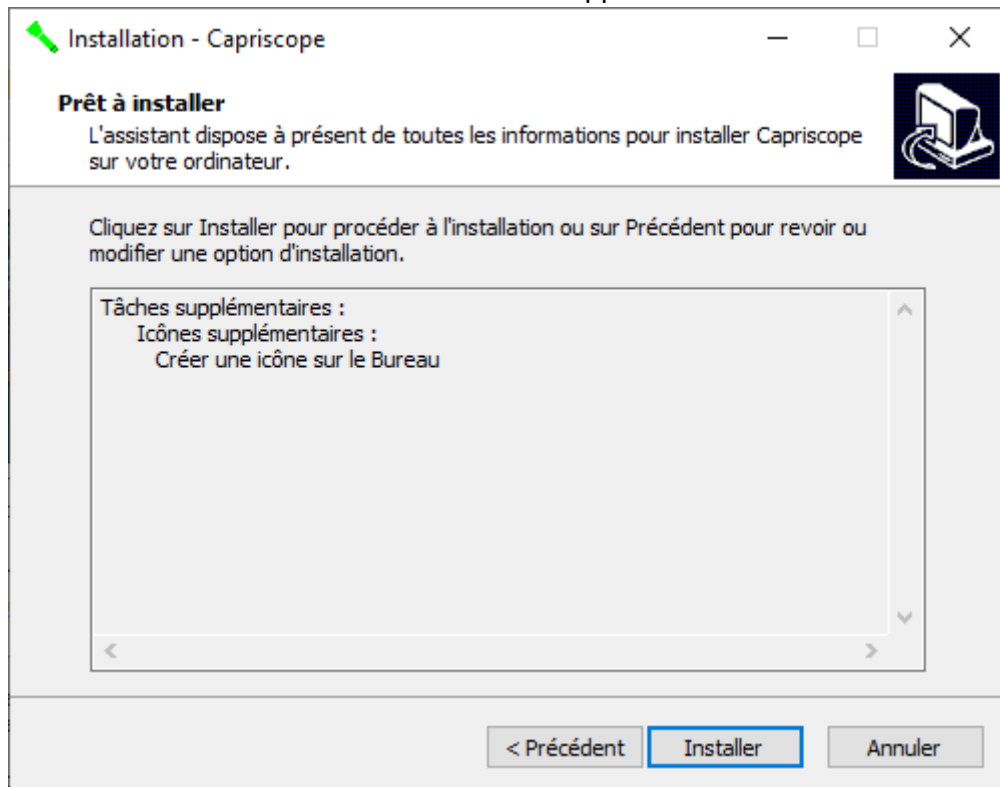 Installation - Capriscope
Prêt à installer
L'assistant dispose à présent de toutes les informations pour installer Capriscope
sur votre ordinateur.
Cliquez sur Installer pour procéder à l'installation ou sur Précédent pour revoir ou
modifier une option d'installation.
Tâches supplémentaires :
Icônes supplémentaires :
Créer une icône sur le Bureau
< Précédent
Installer
Annuler